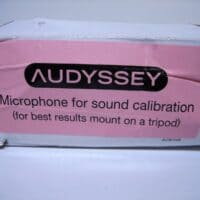 AUDYSSEY
Microphone for sound calibration
(for best results mount on a tripod)